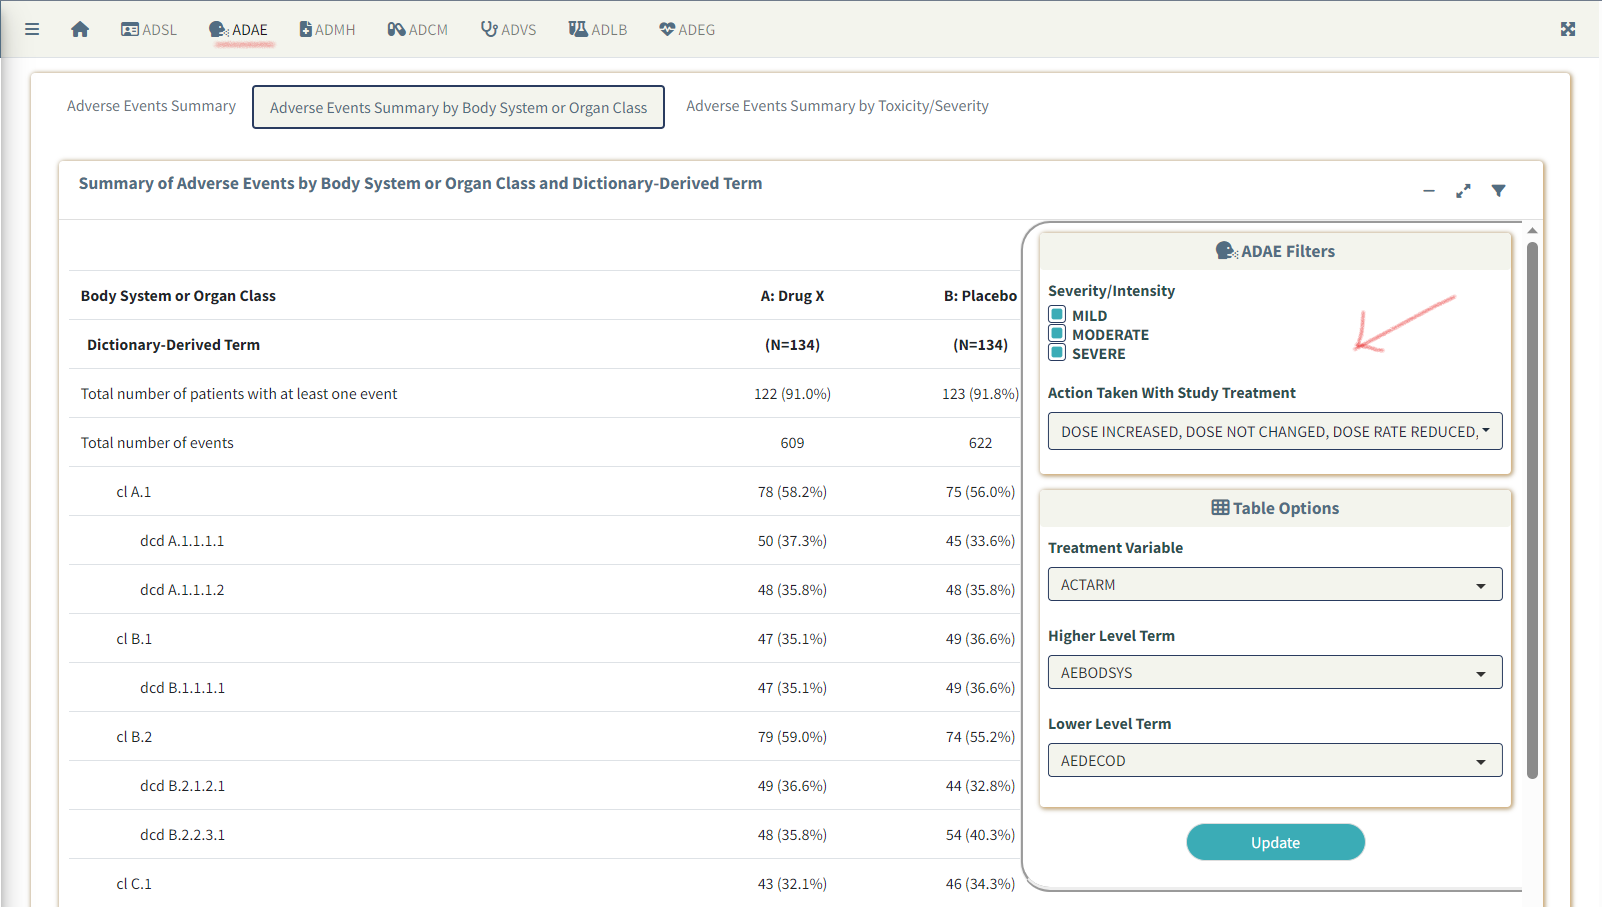 ADSL ADAE ADMH ADCM ADVS ADLB ADEG
Adverse Events Summary Adverse Events Summary by Body System or Organ Class Adverse Events Summary by Toxicity/Severity
Summary of Adverse Events by Body System or Organ Class and Dictionary-Derived Term
Body System or Organ Class A: Drug X B: Placebo
Dictionary-Derived Term (N=134) (N=134)
Total number of patients with at least one event 122 (91.0%) 123 (91.8%)
Total number of events 609 622
cl A.1 78 (58.2%) 75 (56.0%)
dcd A.1.1.1.1 50 (37.3%) 45 (33.6%)
dcd A.1.1.1.2 48 (35.8%) 48 (35.8%)
cl B.1 47 (35.1%) 49 (36.6%)
dcd B.1.1.1.1 47 (35.1%) 49 (36.6%)
cl B.2 79 (59.0%) 74 (55.2%)
dcd B.2.1.2.1 49 (36.6%) 44 (32.8%)
dcd B.2.2.3.1 48 (35.8%) 54 (40.3%)
cl C.1 43 (32.1%) 46 (34.3%)
ADAE Filters
Severity/Intensity
MILD
MODERATE
SEVERE
Action Taken With Study Treatment
DOSE INCREASED, DOSE NOT CHANGED, DOSE RATE REDUCED,
Table Options
Treatment Variable
ACTARM
Higher Level Term
AEBODSYS
Lower Level Term
AEDECOD
Update